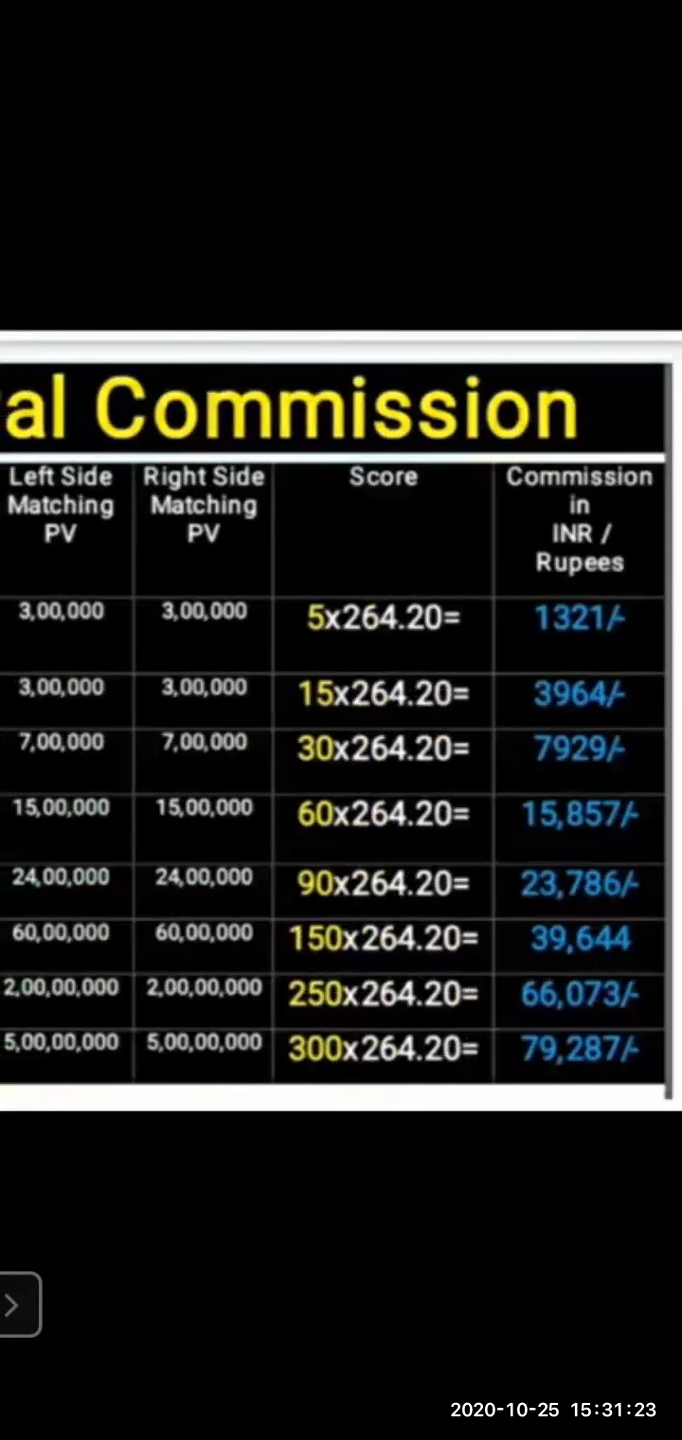 al Commission
Left Side Matching PV | Right Side Matching PV | Score | Commission in INR / Rupees
3,00,000 | 3,00,000 | 5x264.20= | 1321/-
3,00,000 | 3,00,000 | 15x264.20= | 3964/-
7,00,000 | 7,00,000 | 30x264.20= | 7929/-
15,00,000 | 15,00,000 | 60x264.20= | 15,857/-
24,00,000 | 24,00,000 | 90x264.20= | 23,786/-
60,00,000 | 60,00,000 | 150x264.20= | 39,644
2,00,00,000 | 2,00,00,000 | 250x264.20= | 66,073/-
5,00,00,000 | 5,00,00,000 | 300x264.20= | 79,287/-
2020-10-25 15:31:23